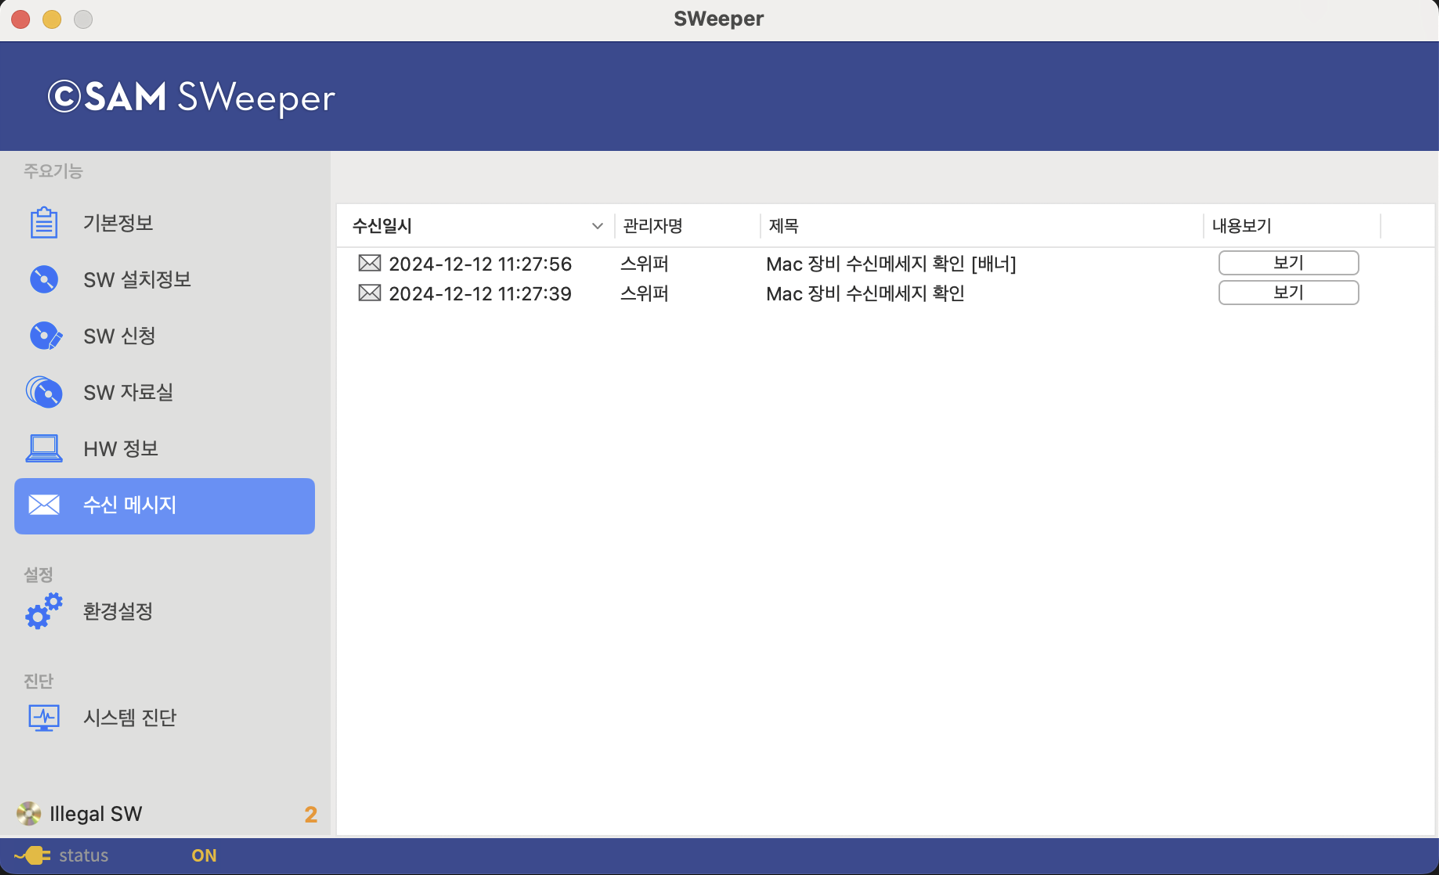 SWeeper
©SAM SWeeper
주요기능
기본정보
SW 설치정보
SW 신청
SW 자료실
HW 정보
수신 메시지
설정
환경설정
진단
시스템 진단
Illegal SW 2
수신일시 관리자명 제목 내용보기
2024-12-12 11:27:56 스위퍼 Mac 장비 수신메세지 확인 [배너] 보기
2024-12-12 11:27:39 스위퍼 Mac 장비 수신메세지 확인 보기
status ON